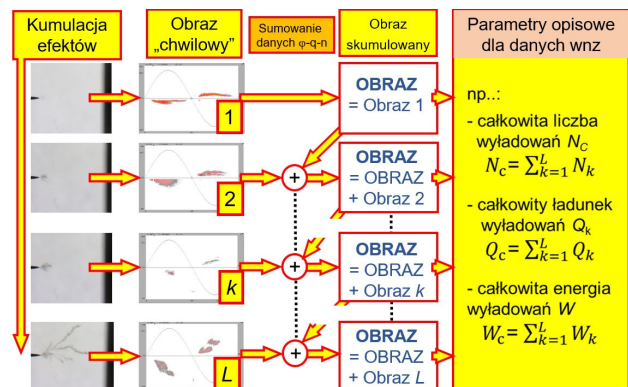 Kumulacja
efektów
Obraz
„chwilowy”
Sumowanie
danych φ-q-n
Obraz
skumulowany
Parametry opisowe
dla danych wnz
1
OBRAZ
= Obraz 1
2
+
OBRAZ
= OBRAZ
+ Obraz 2
k
+
OBRAZ
= OBRAZ
+ Obraz k
L
+
OBRAZ
= OBRAZ
+ Obraz L
np..:
- całkowita liczba
wyładowań N_C
N_c = ∑_{k=1}^{L} N_k
- całkowity ładunek
wyładowań Q_k
Q_c = ∑_{k=1}^{L} Q_k
- całkowita energia
wyładowań W
W_c = ∑_{k=1}^{L} W_k